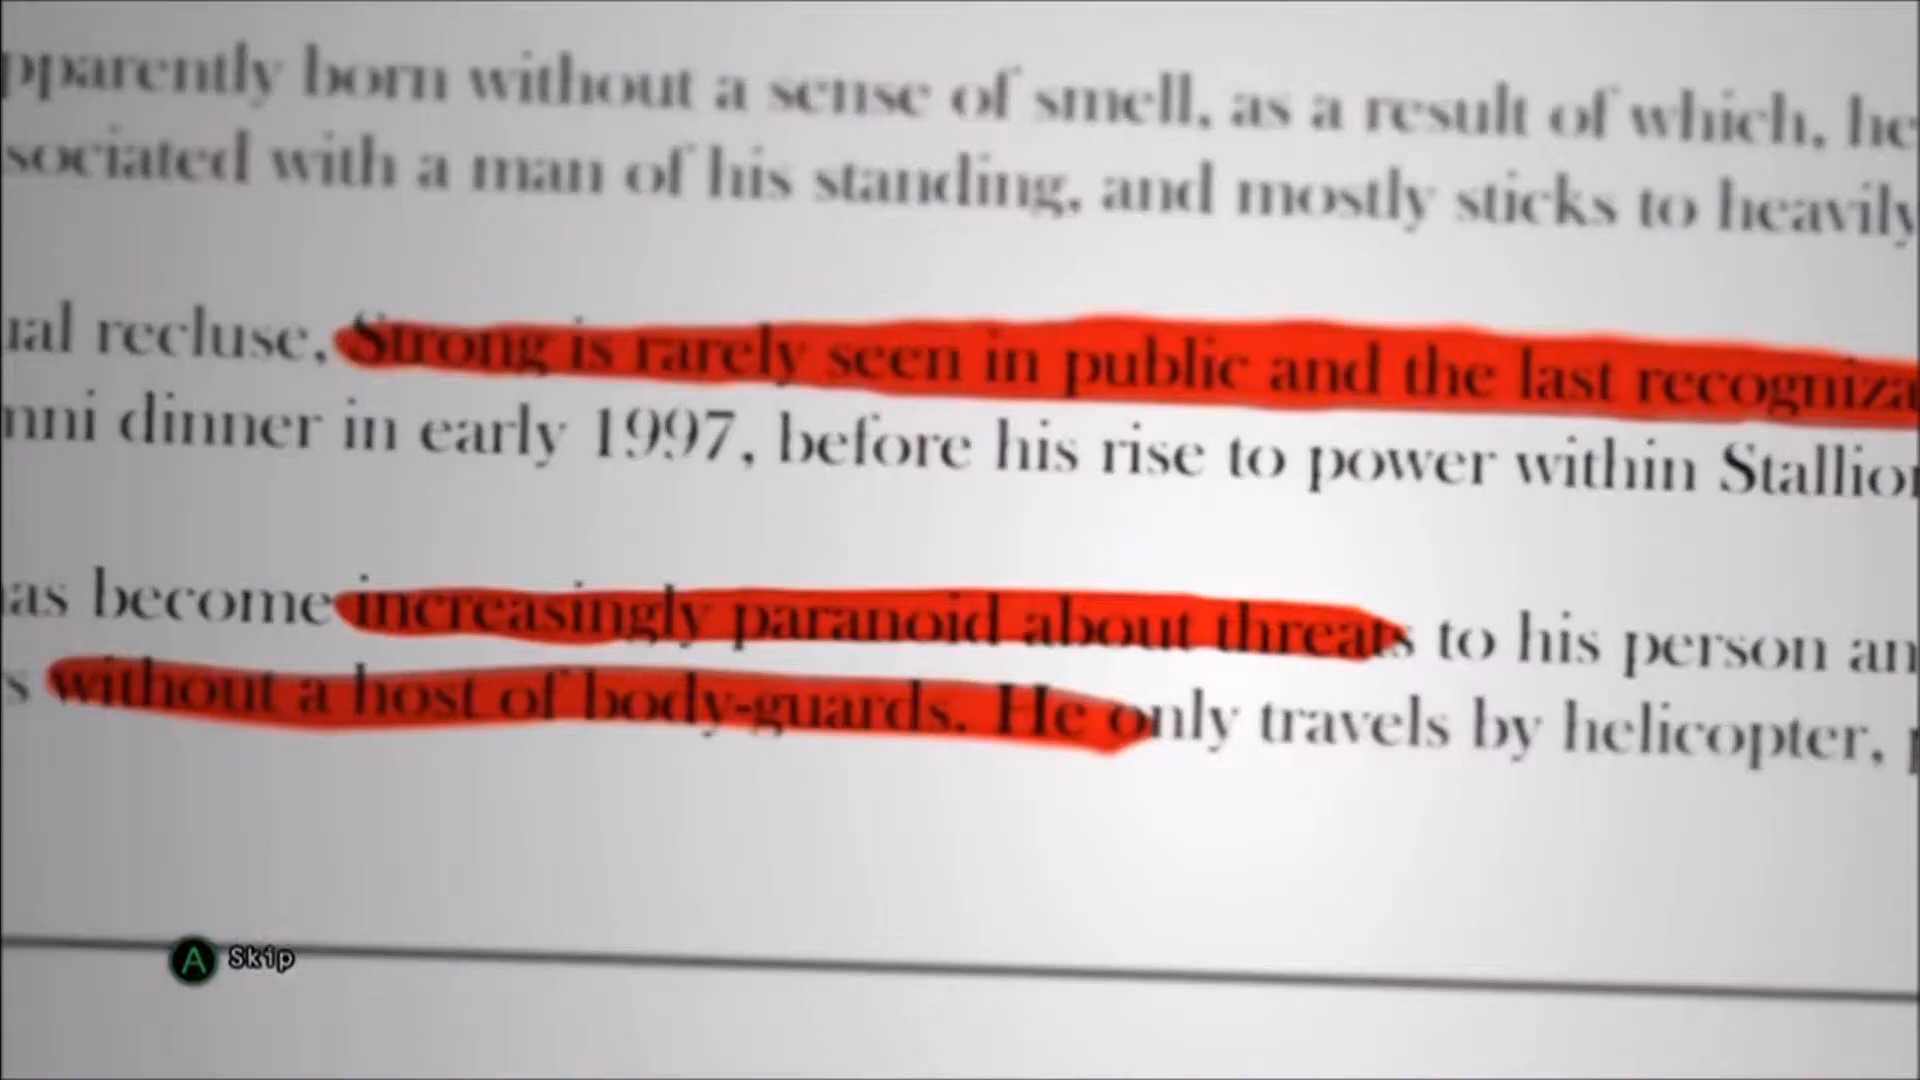 pparently born without a sense of smell, as a result of which, he
sociated with a man of his standing, and mostly sticks to heavily
ual recluse, Strong is rarely seen in public and the last recogniza
nni dinner in early 1997, before his rise to power within Stallion
as become increasingly paranoid about threats to his person an
s without a host of body-guards. He only travels by helicopter, p
A Skip